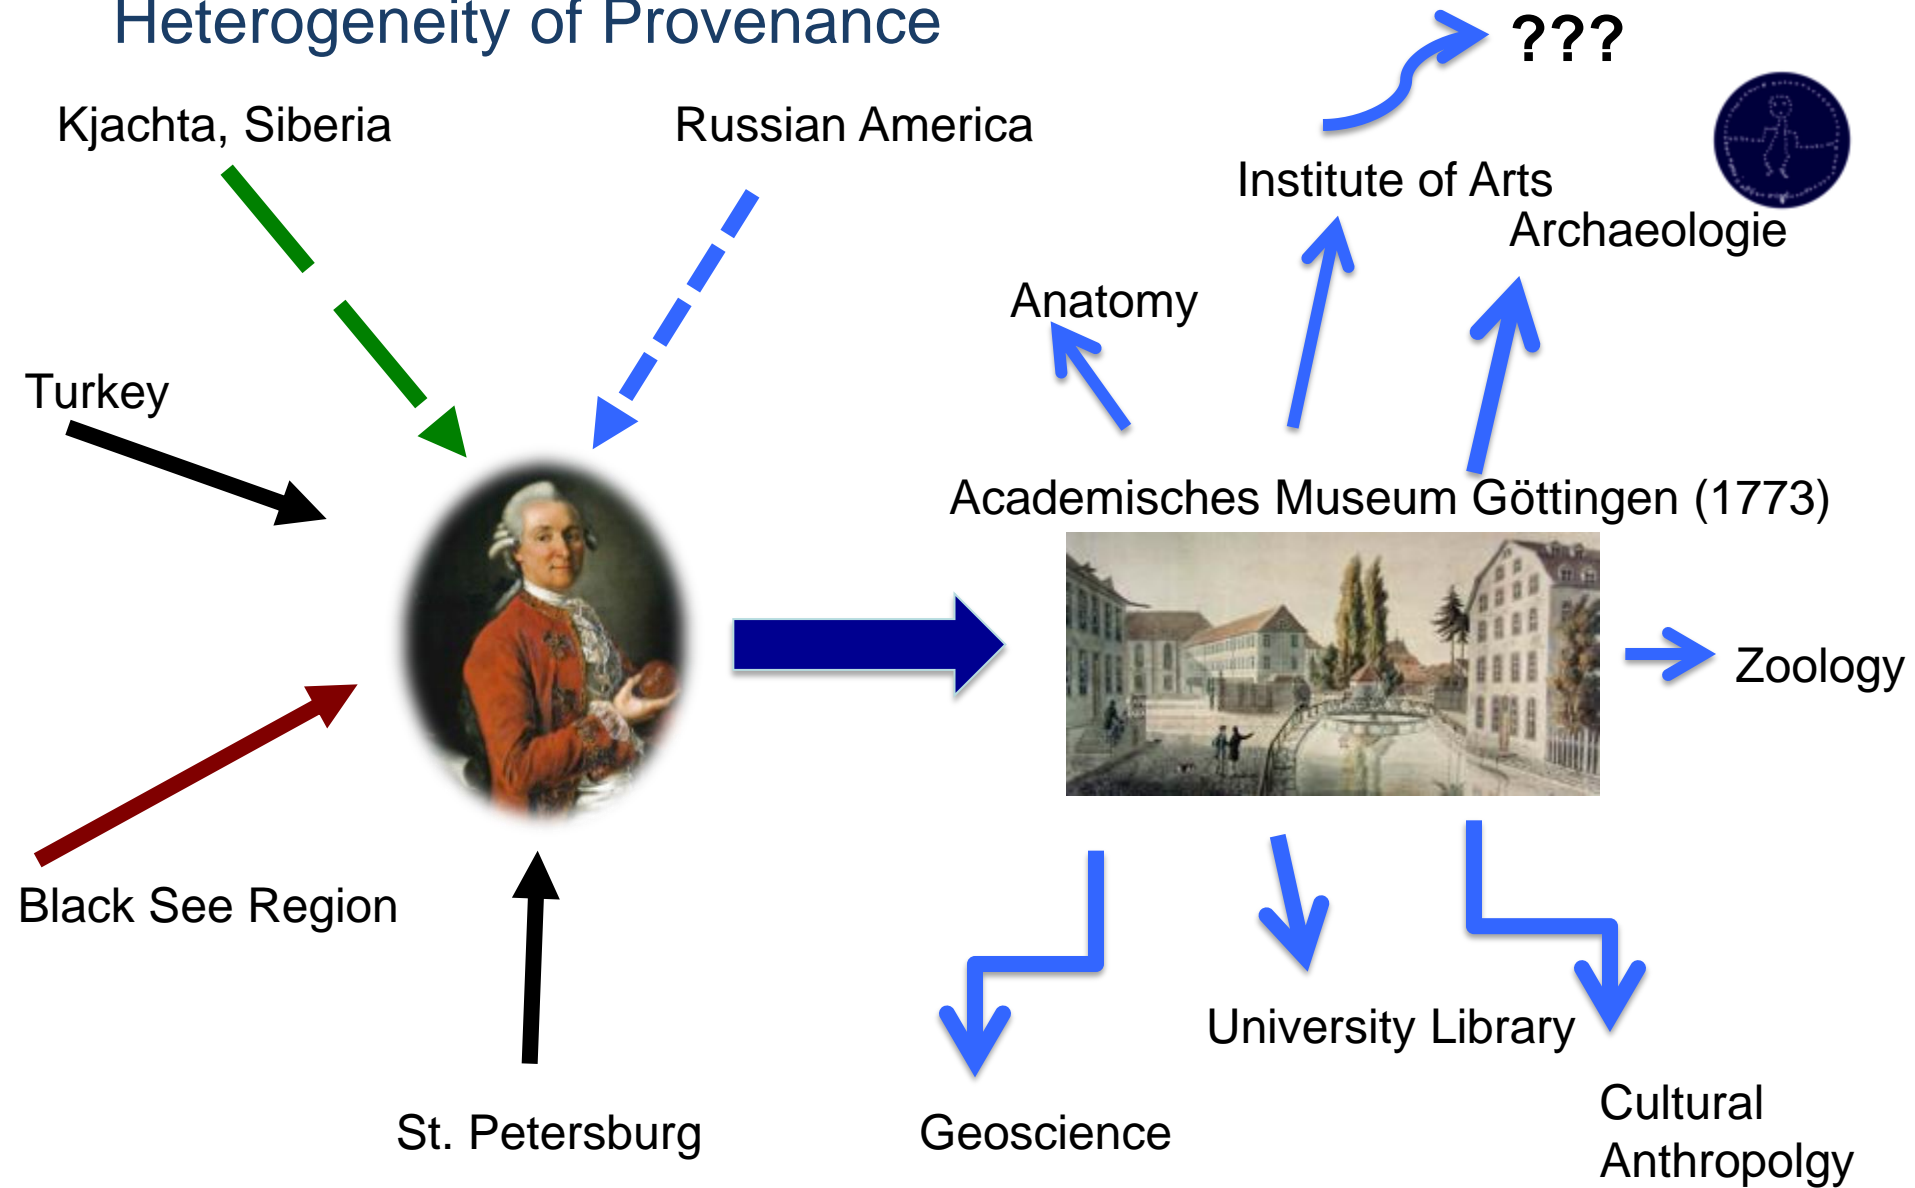 Heterogeneity of Provenance
???
Kjachta, Siberia
Russian America
Institute of Arts
Archaeologie
Anatomy
Turkey
Academisches Museum Göttingen (1773)
Zoology
Black See Region
University Library
St. Petersburg
Geoscience
Cultural
Anthropolgy